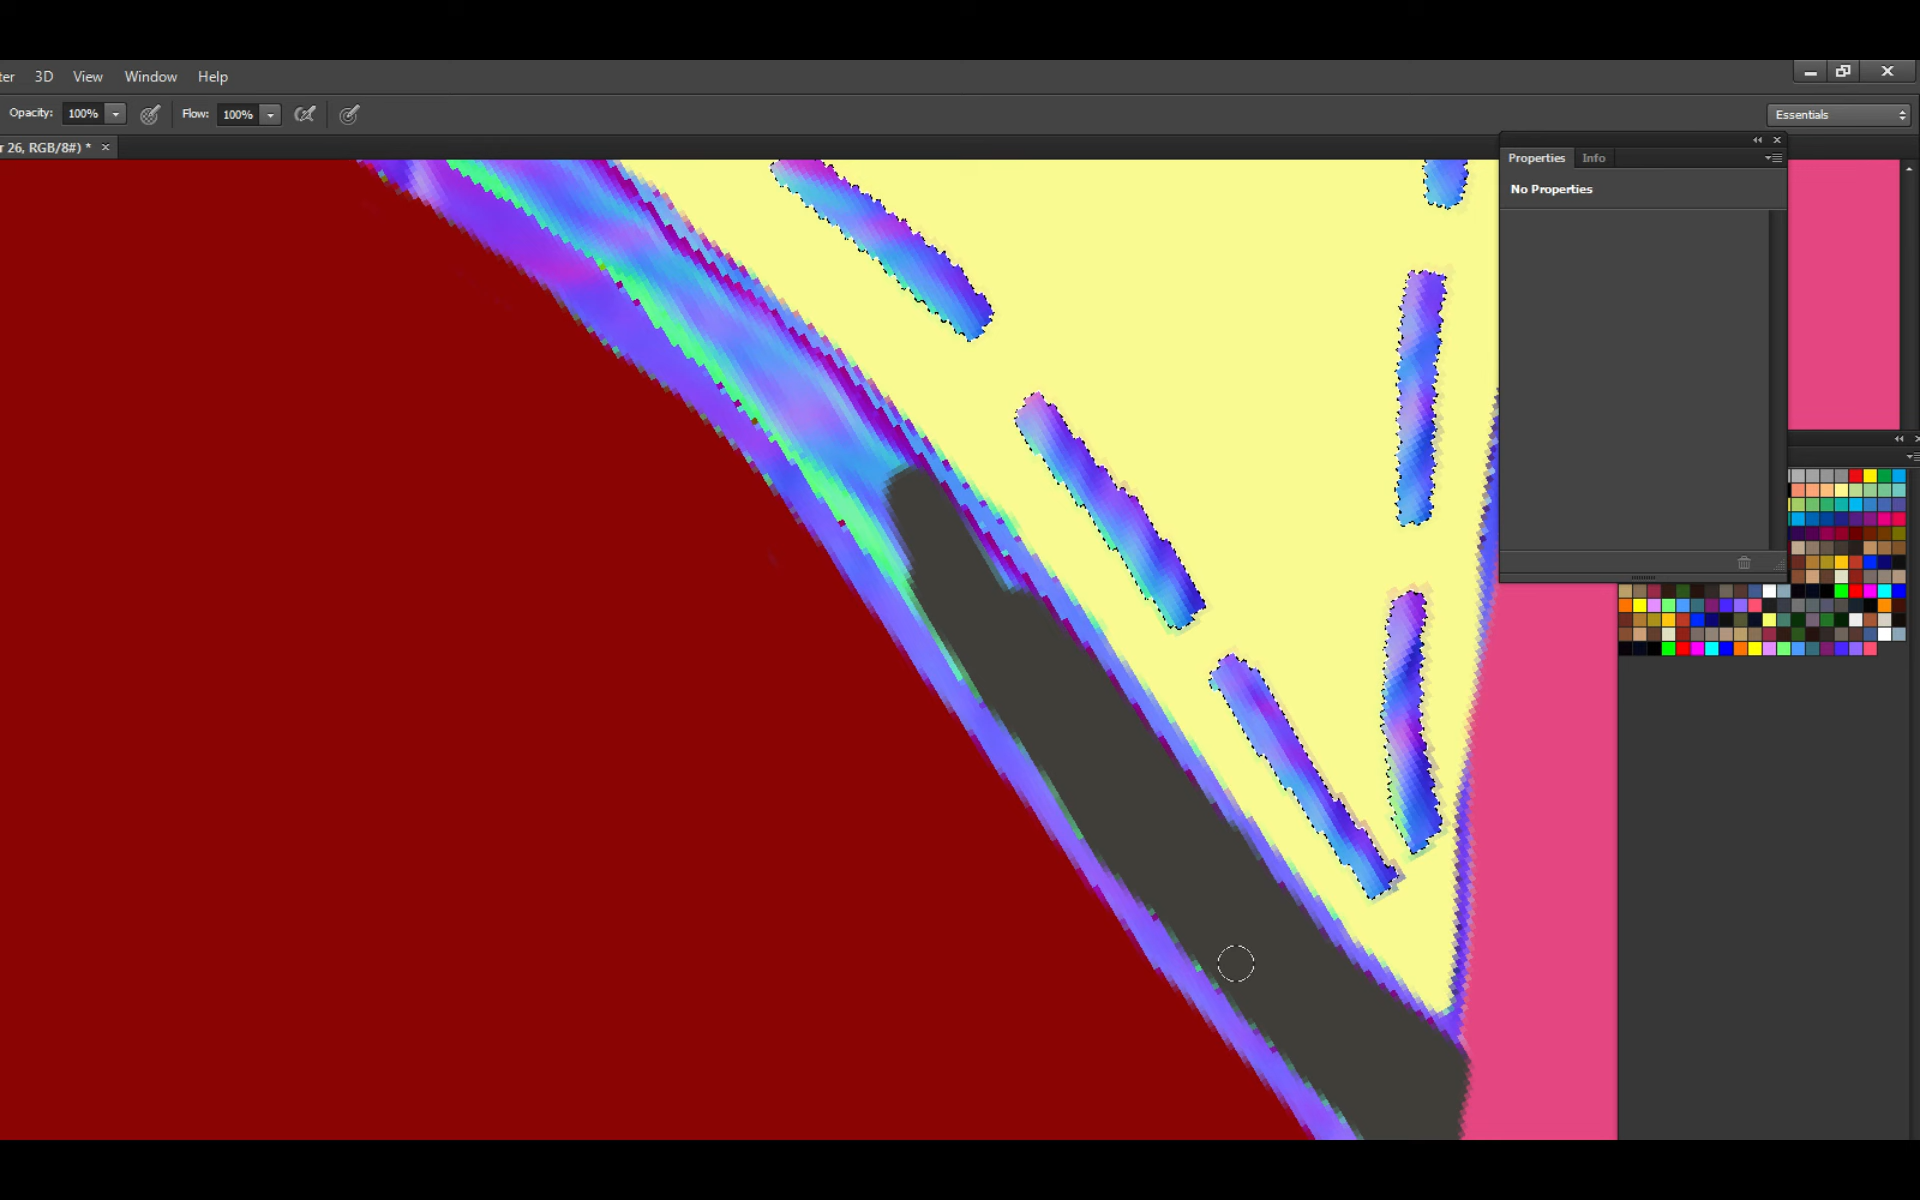 ter 3D View Window Help
Opacity: 100% Flow: 100% Essentials
r 26, RGB/8#) * ×
Properties Info
No Properties